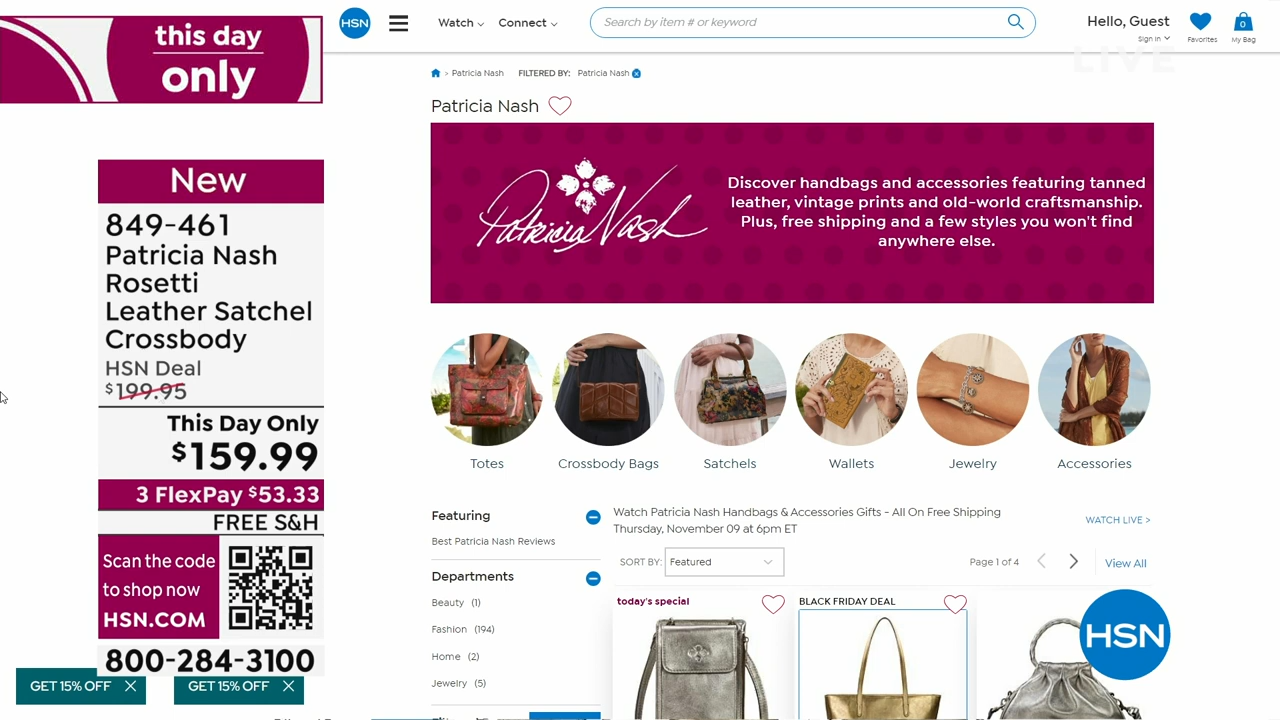 this day
only
New
849-461
Patricia Nash
Rosetti
Leather Satchel
Crossbody
HSN Deal
$199.95
This Day Only
$159.99
3 FlexPay $53.33
FREE S&H
Scan the code
to shop now
HSN.COM
800-284-3100
GET 15% OFF
GET 15% OFF
HSN
Watch
Connect
Search by item # or keyword
Hello, Guest
Sign in
Favorites
0
My Bag
LIVE
> Patricia Nash FILTERED BY: Patricia Nash
Patricia Nash
Patricia Nash
Discover handbags and accessories featuring tanned
leather, vintage prints and old-world craftsmanship.
Plus, free shipping and a few styles you won't find
anywhere else.
Totes
Crossbody Bags
Satchels
Wallets
Jewelry
Accessories
Featuring
Best Patricia Nash Reviews
Departments
Beauty (1)
Fashion (194)
Home (2)
Jewelry (5)
Watch Patricia Nash Handbags & Accessories Gifts - All On Free Shipping
Thursday, November 09 at 6pm ET
WATCH LIVE >
SORT BY: Featured
Page 1 of 4
View All
today's special
BLACK FRIDAY DEAL
HSN